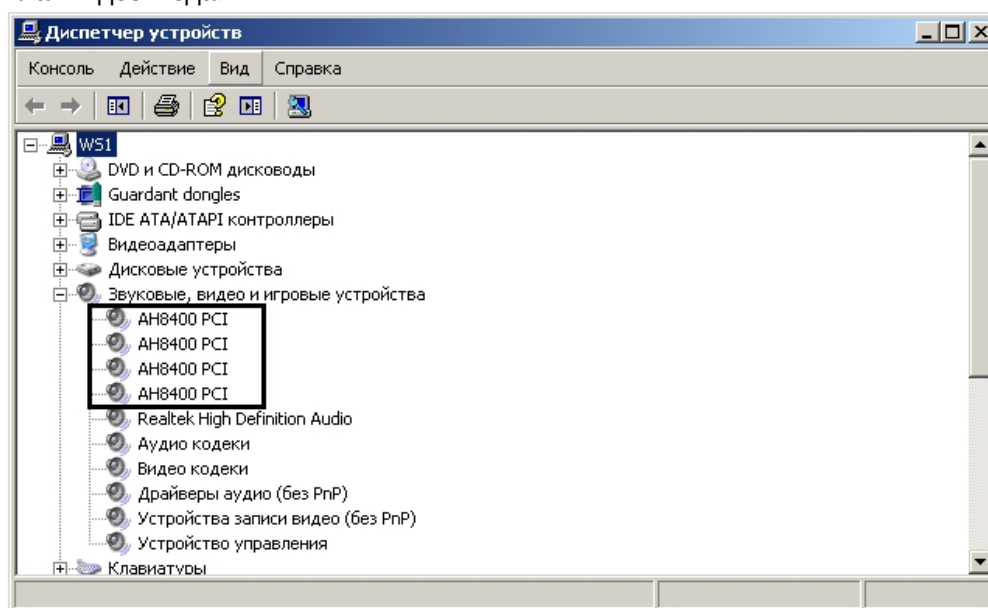 Диспетчер устройств
Консоль Действие Вид Справка
WS1
DVD и CD-ROM дисководы
Guardant dongles
IDE ATA/ATAPI контроллеры
Видеоадаптеры
Дисковые устройства
Звуковые, видео и игровые устройства
AH8400 PCI
AH8400 PCI
AH8400 PCI
AH8400 PCI
Realtek High Definition Audio
Аудио кодеки
Видео кодеки
Драйверы аудио (без PnP)
Устройства записи видео (без PnP)
Устройство управления
Клавиатуры